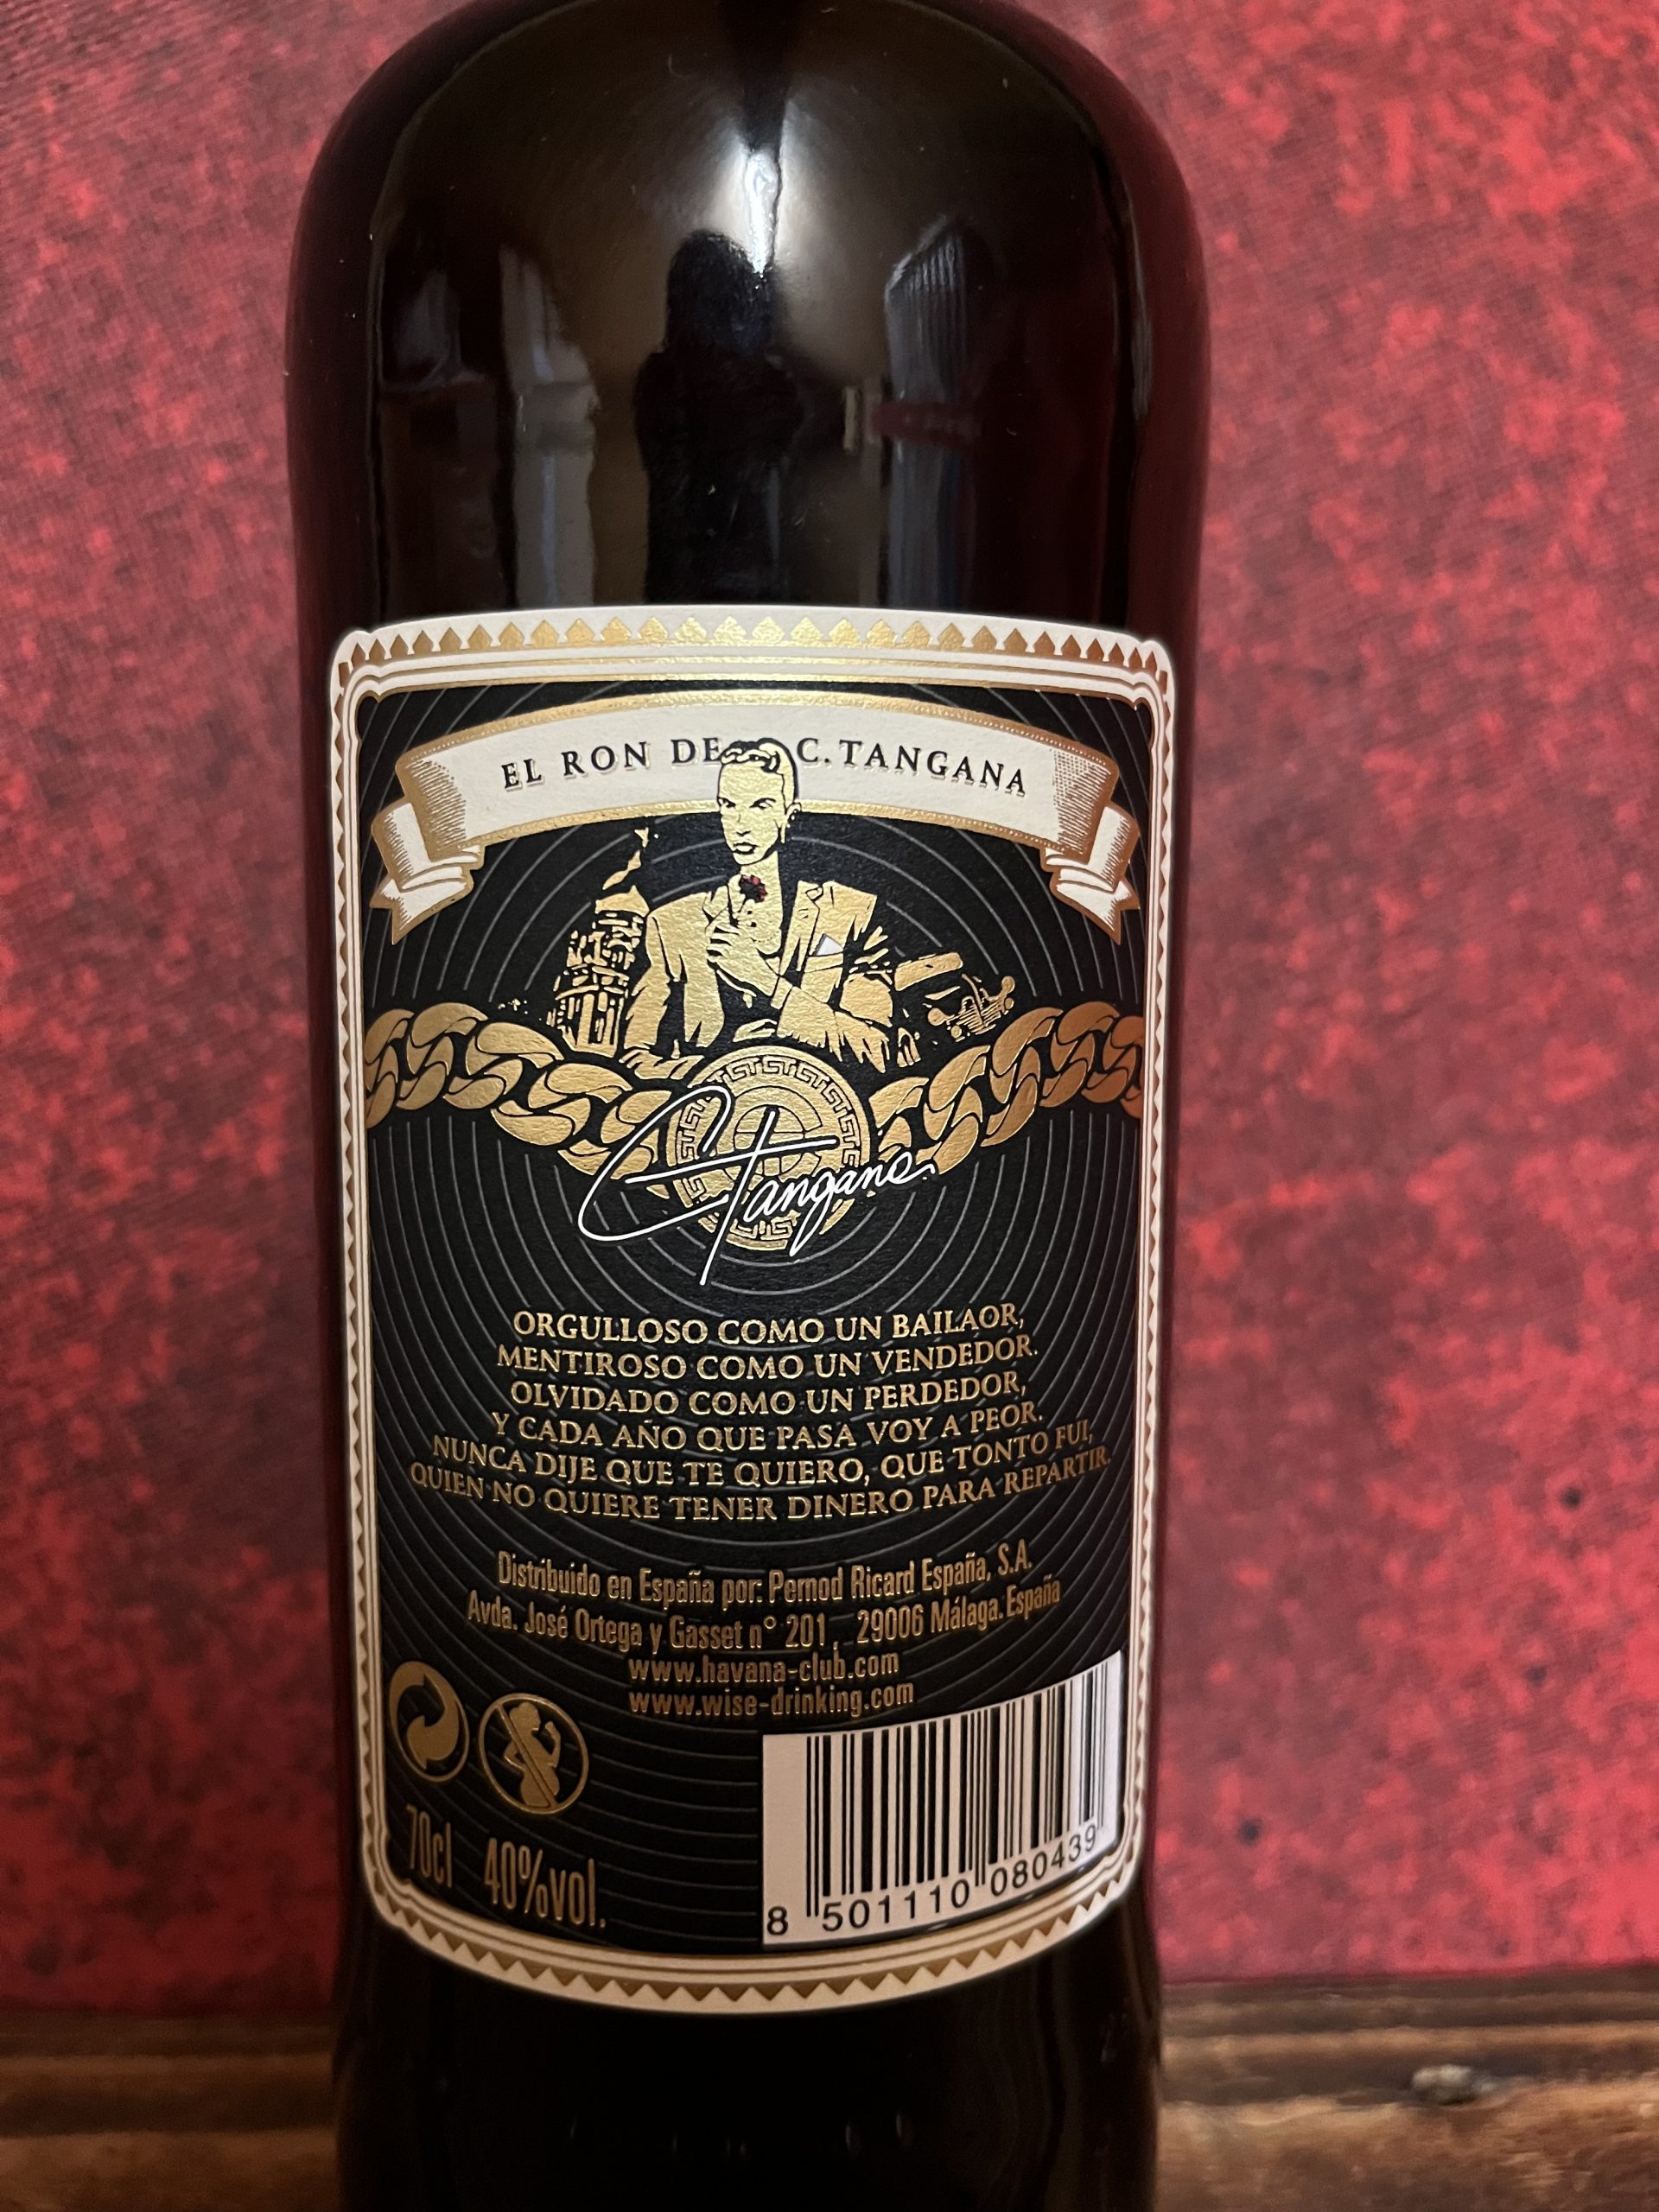 EL RON DE C. TANGANA
C Tangana
ORGULLOSO COMO UN BAILAOR,
MENTIROSO COMO UN VENDEDOR.
OLVIDADO COMO UN PERDEDOR,
Y CADA AÑO QUE PASA VOY A PEOR.
NUNCA DIJE QUE TE QUIERO, QUE TONTO FUI,
QUIEN NO QUIERE TENER DINERO PARA REPARTIR.
Distribuido en España por: Pernod Ricard España, S.A.
Avda. José Ortega y Gasset n° 201, 29006 Málaga. España
www.havana-club.com
www.wise-drinking.com
70cl 40%vol.
8 501110 080439